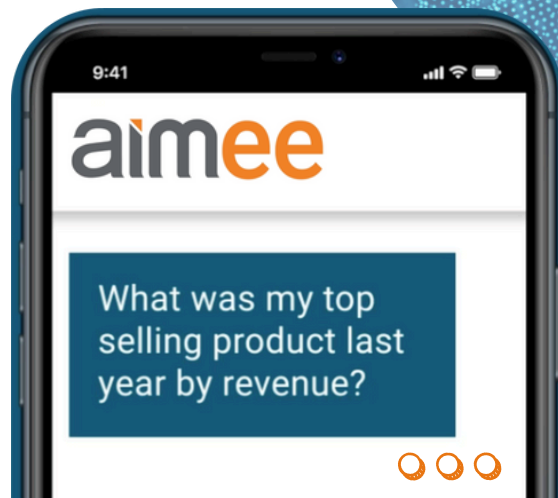 9:41
aimee
What was my top
selling product last
year by revenue?